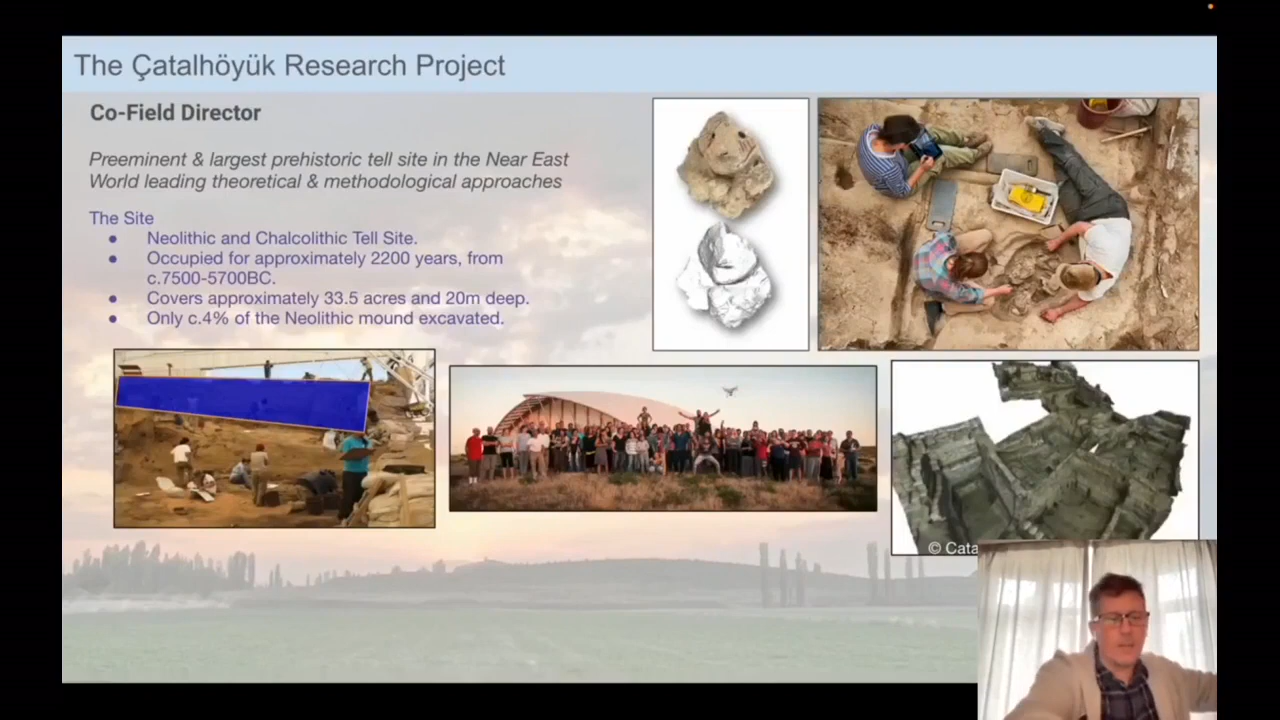 The Çatalhöyük Research Project
Co-Field Director
Preeminent & largest prehistoric tell site in the Near East
World leading theoretical & methodological approaches
The Site
● Neolithic and Chalcolithic Tell Site.
● Occupied for approximately 2200 years, from
c.7500-5700BC.
● Covers approximately 33.5 acres and 20m deep.
● Only c.4% of the Neolithic mound excavated.
© Cata